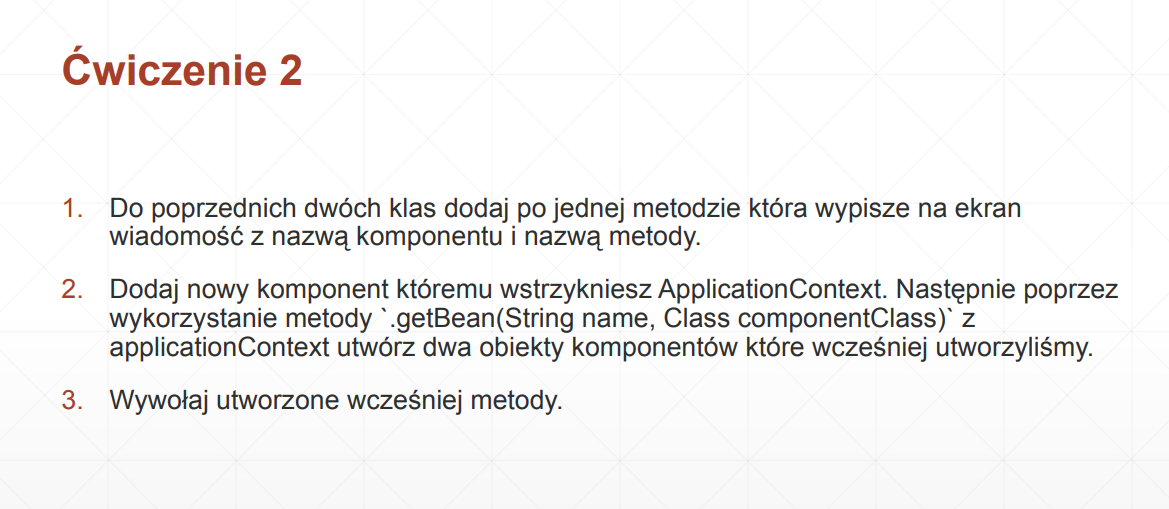 Ćwiczenie 2
1. Do poprzednich dwóch klas dodaj po jednej metodzie która wypisze na ekran
wiadomość z nazwą komponentu i nazwą metody.
2. Dodaj nowy komponent któremu wstrzykniesz ApplicationContext. Następnie poprzez
wykorzystanie metody `.getBean(String name, Class componentClass)` z
applicationContext utwórz dwa obiekty komponentów które wcześniej utworzyliśmy.
3. Wywołaj utworzone wcześniej metody.